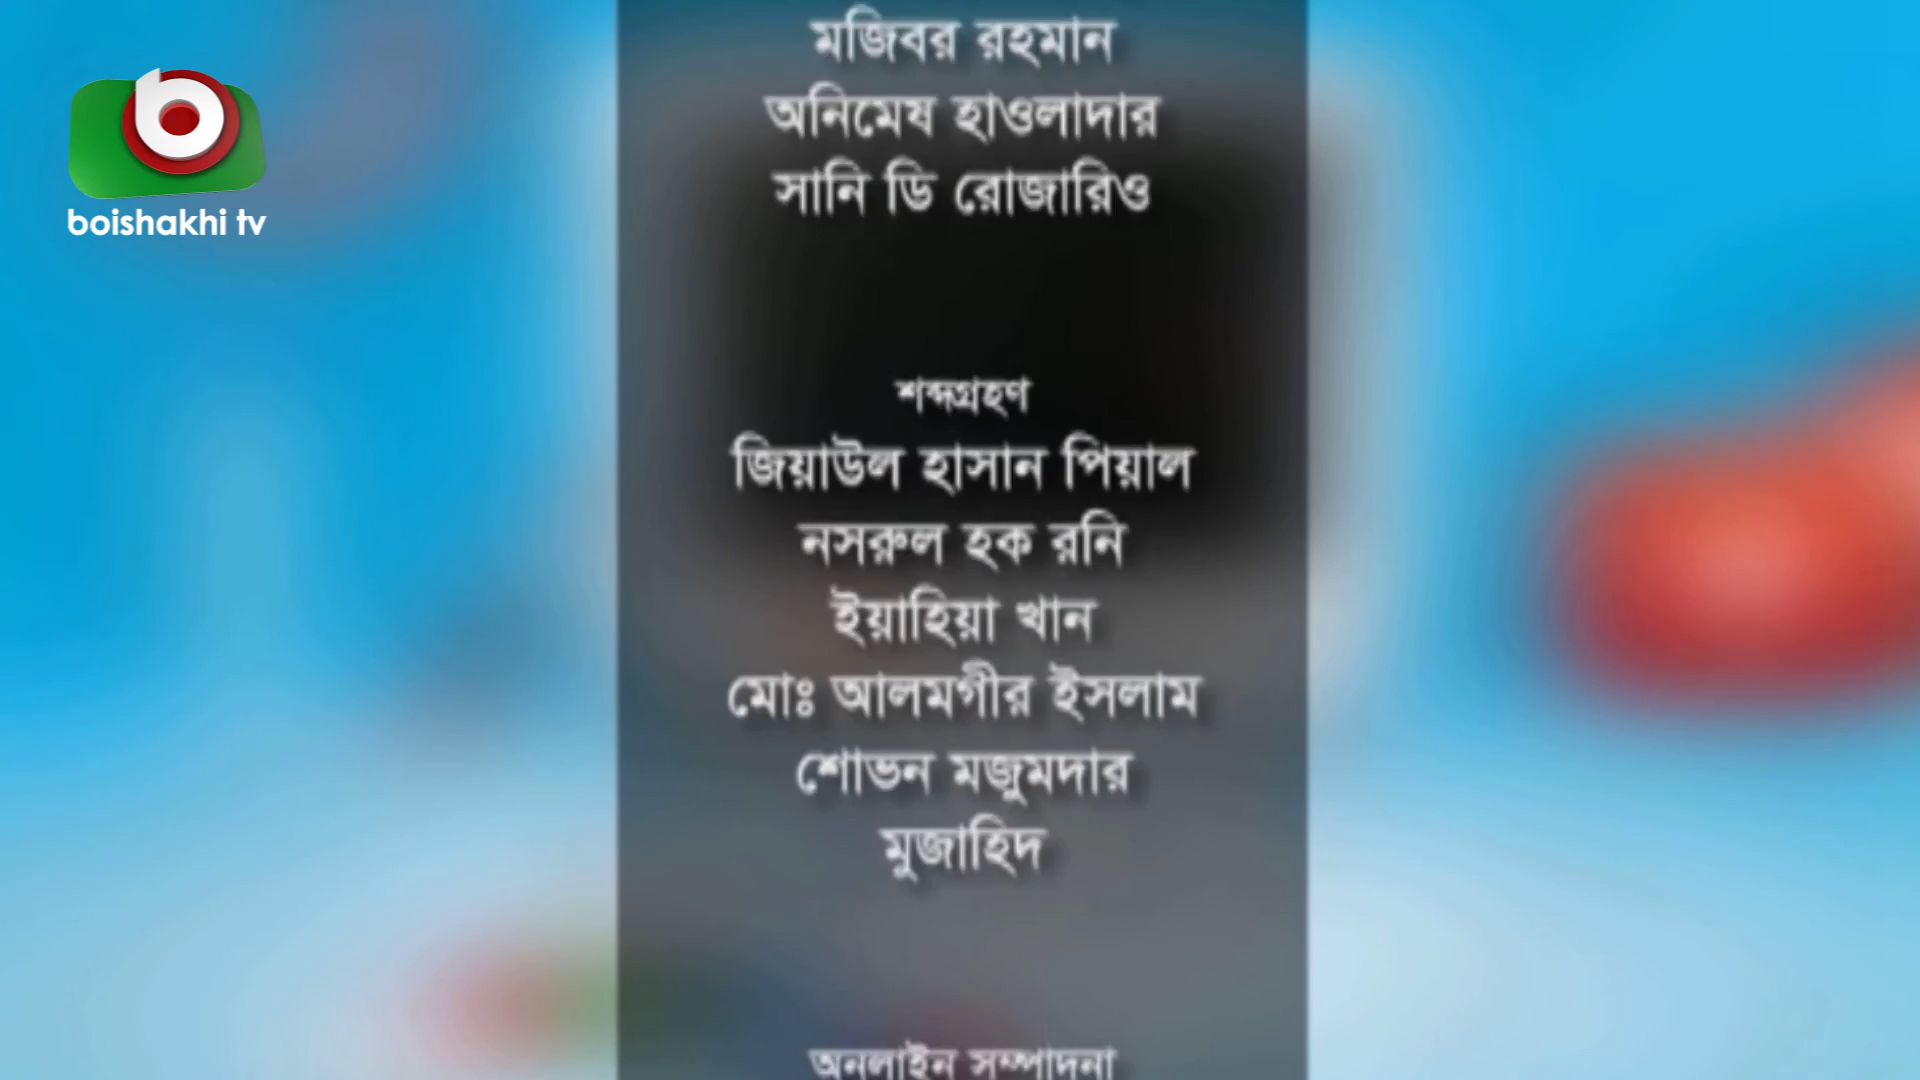 boishakhi tv
মজিবর রহমান
অনিমেষ হাওলাদার
সানি ডি রোজারিও
শব্দগ্রহণ
জিয়াউল হাসান পিয়াল
নসরুল হক রনি
ইয়াহিয়া খান
মোঃ আলমগীর ইসলাম
শোভন মজুমদার
মুজাহিদ
অনলাইন সম্পাদনা